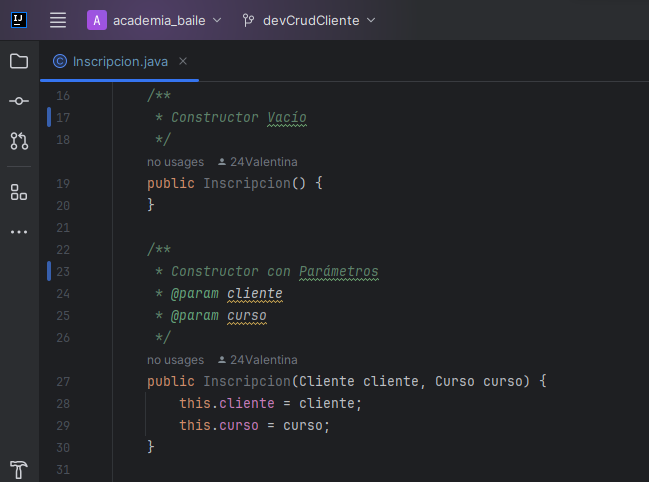 IJ
A academia_baile devCrudCliente
Inscripcion.java
16 /**
17 * Constructor Vacío
18 */
no usages 24Valentina
19 public Inscripcion() {
20 }
21
22 /**
23 * Constructor con Parámetros
24 * @param cliente
25 * @param curso
26 */
no usages 24Valentina
27 public Inscripcion(Cliente cliente, Curso curso) {
28 this.cliente = cliente;
29 this.curso = curso;
30 }
31